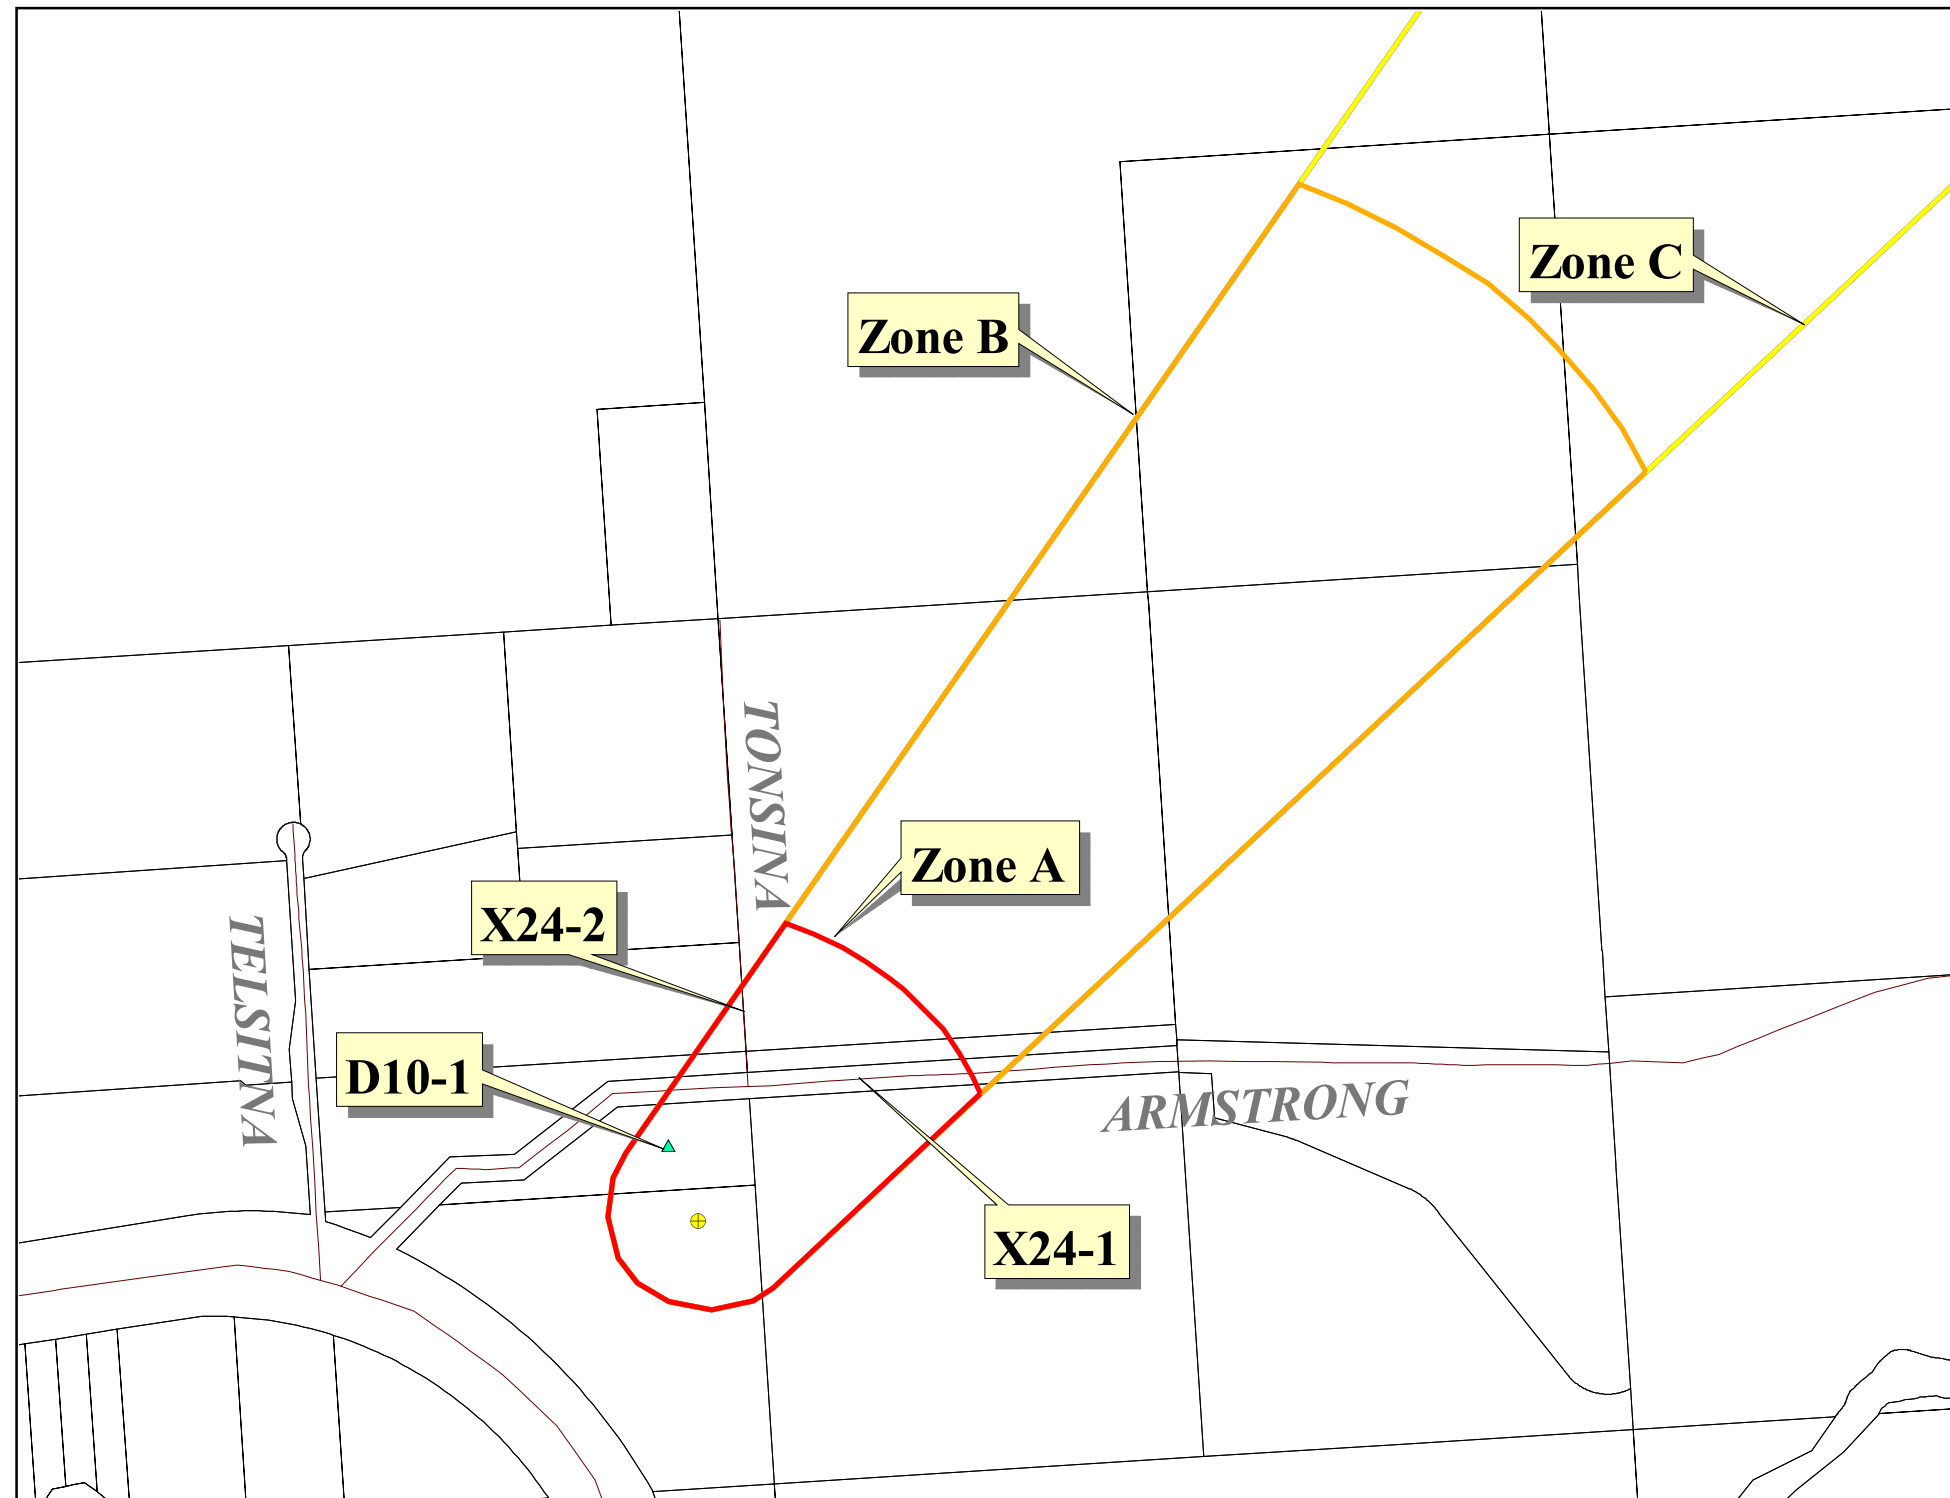 Zone C
Zone B
TONSINA
Zone A
X24-2
TELSITNA
D10-1
ARMSTRONG
X24-1